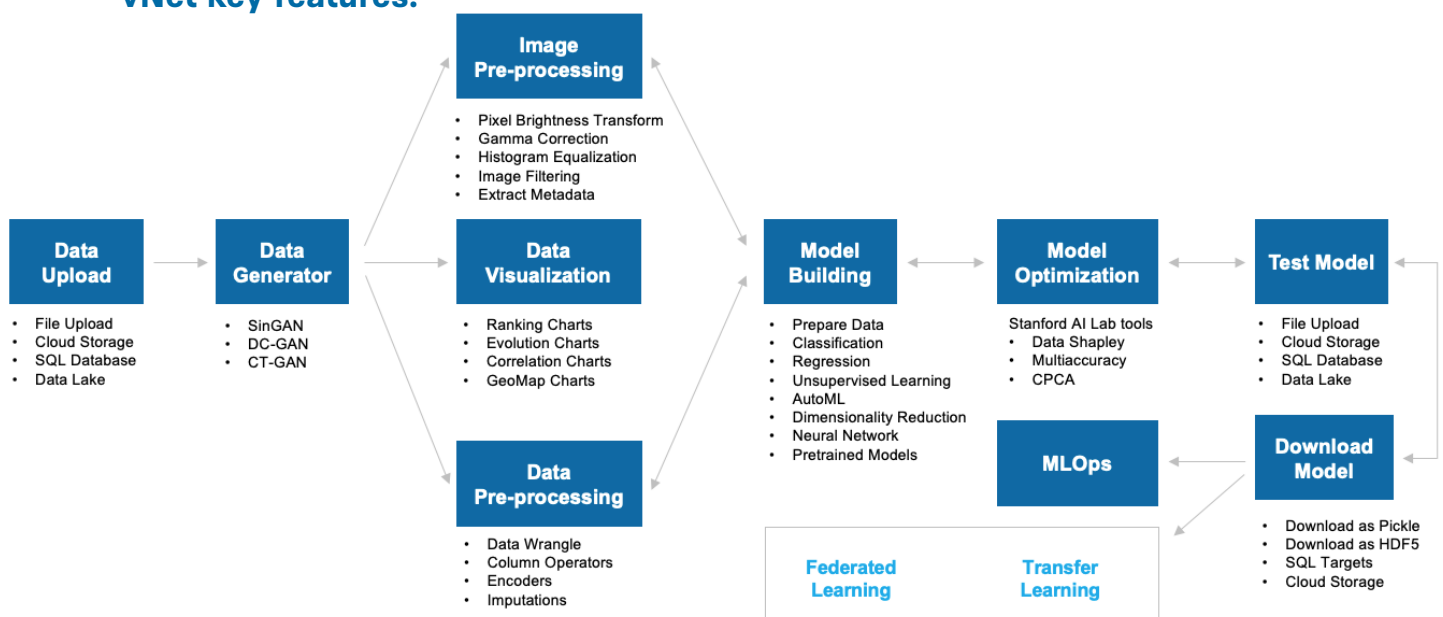 vNet key features:
Image
Pre-processing
• Pixel Brightness Transform
• Gamma Correction
• Histogram Equalization
• Image Filtering
• Extract Metadata
Data
Upload
• File Upload
• Cloud Storage
• SQL Database
• Data Lake
Data
Generator
• SinGAN
• DC-GAN
• CT-GAN
Data
Visualization
• Ranking Charts
• Evolution Charts
• Correlation Charts
• GeoMap Charts
Data
Pre-processing
• Data Wrangle
• Column Operators
• Encoders
• Imputations
Model
Building
• Prepare Data
• Classification
• Regression
• Unsupervised Learning
• AutoML
• Dimensionality Reduction
• Neural Network
• Pretrained Models
Model
Optimization
Stanford AI Lab tools
• Data Shapley
• Multiaccuracy
• CPCA
Test Model
• File Upload
• Cloud Storage
• SQL Database
• Data Lake
MLOps
Download
Model
• Download as Pickle
• Download as HDF5
• SQL Targets
• Cloud Storage
Federated
Learning
Transfer
Learning